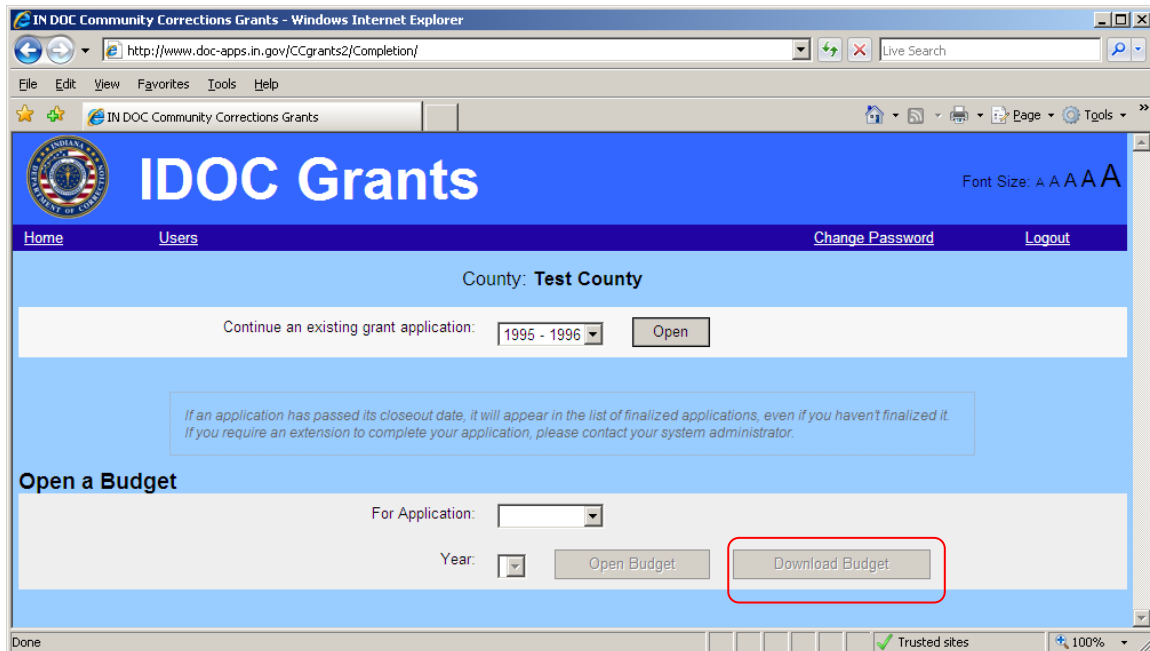 IN DOC Community Corrections Grants - Windows Internet Explorer
http://www.doc-apps.in.gov/CCgrants2/Completion/
Live Search
File Edit View Favorites Tools Help
IN DOC Community Corrections Grants
Page Tools »
INDIANA
DEPARTMENT OF CORRECTION
IDOC Grants
Font Size: A A A A A
Home Users Change Password Logout
County: Test County
Continue an existing grant application: 1995 - 1996 Open
If an application has passed its closeout date, it will appear in the list of finalized applications, even if you haven't finalized it.
If you require an extension to complete your application, please contact your system administrator.
Open a Budget
For Application:
Year: Open Budget Download Budget
Done Trusted sites 100%